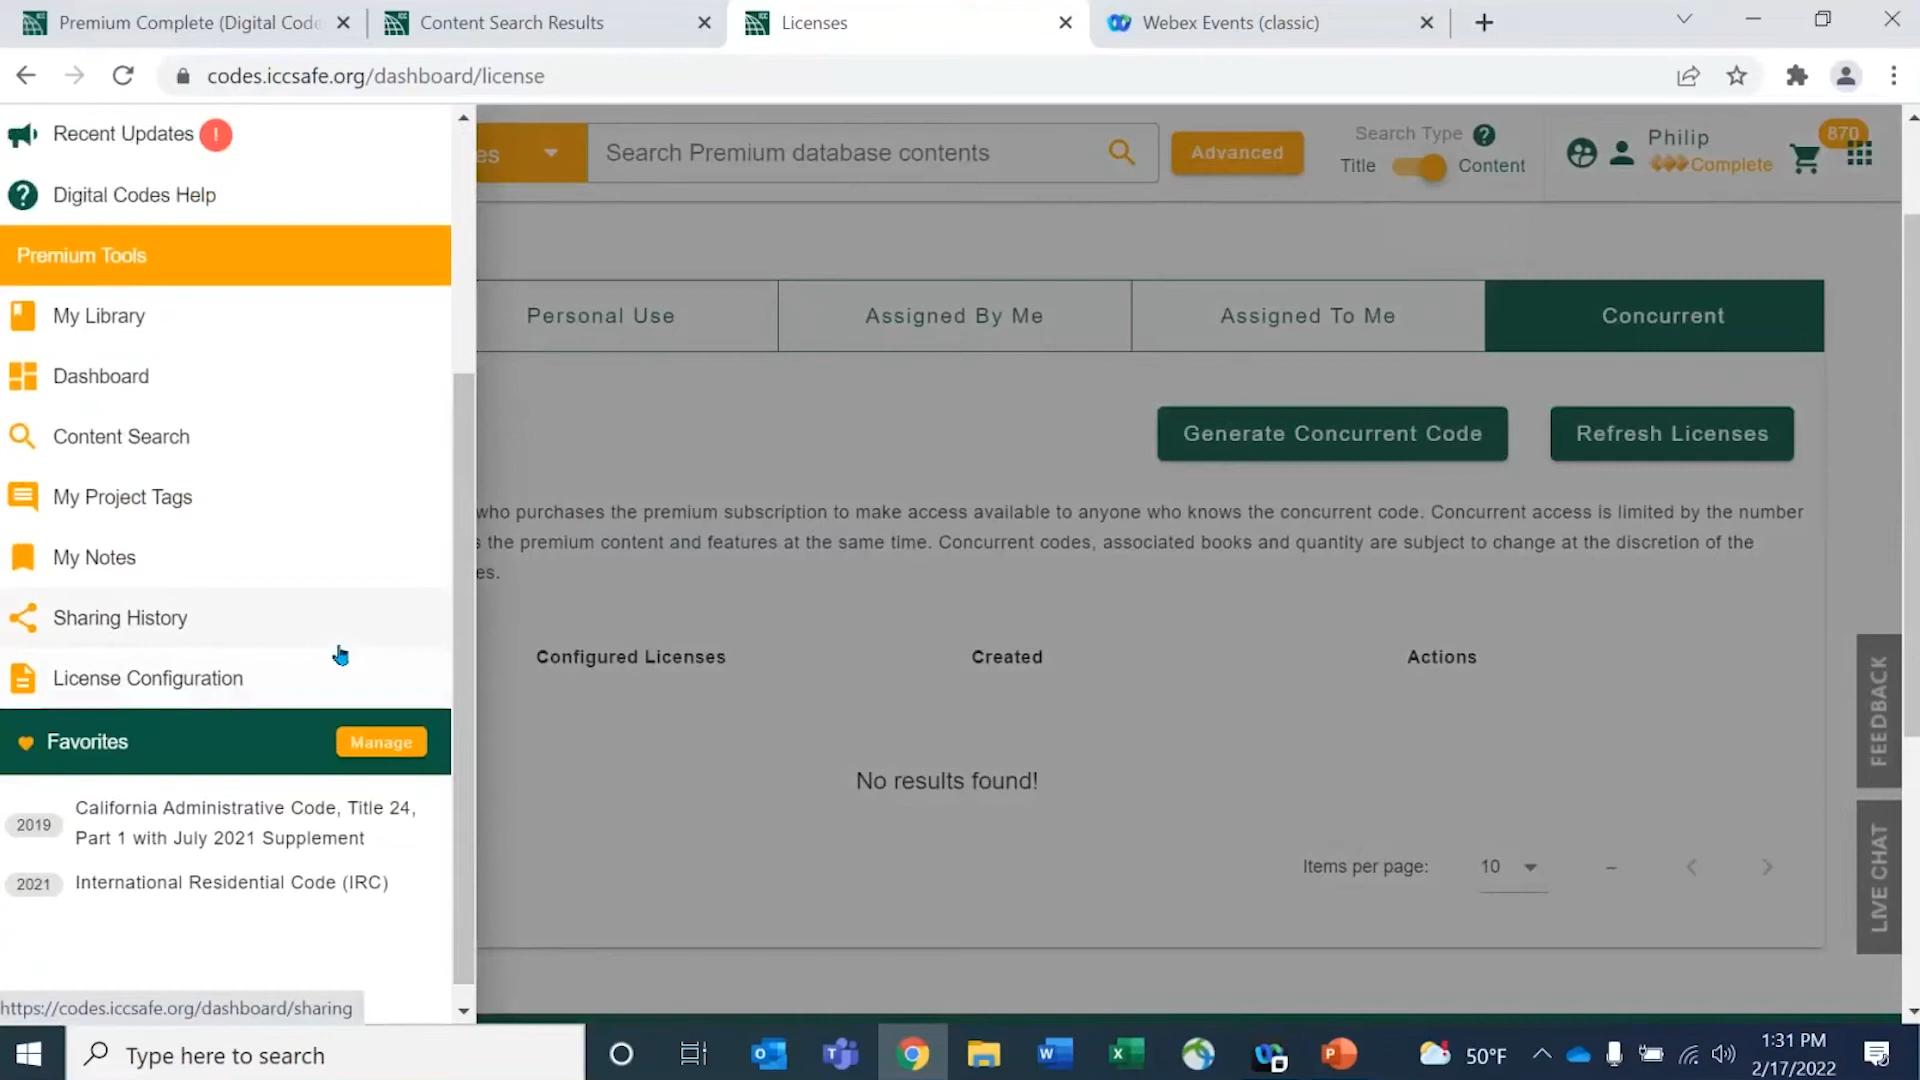 Premium Complete (Digital Code
Content Search Results
Licenses
Webex Events (classic)
codes.iccsafe.org/dashboard/license
Recent Updates !
Digital Codes Help
Premium Tools
My Library
Dashboard
Content Search
My Project Tags
My Notes
Sharing History
License Configuration
Favorites
Manage
2019
California Administrative Code, Title 24,
Part 1 with July 2021 Supplement
2021
International Residential Code (IRC)
https://codes.iccsafe.org/dashboard/sharing
es
Search Premium database contents
Advanced
Search Type ?
Title
Content
Philip
Complete
870
Personal Use
Assigned By Me
Assigned To Me
Concurrent
Generate Concurrent Code
Refresh Licenses
who purchases the premium subscription to make access available to anyone who knows the concurrent code. Concurrent access is limited by the number
s the premium content and features at the same time. Concurrent codes, associated books and quantity are subject to change at the discretion of the
es.
Configured Licenses
Created
Actions
No results found!
Items per page:
10
–
FEEDBACK
LIVE CHAT
Type here to search
50°F
1:31 PM
2/17/2022